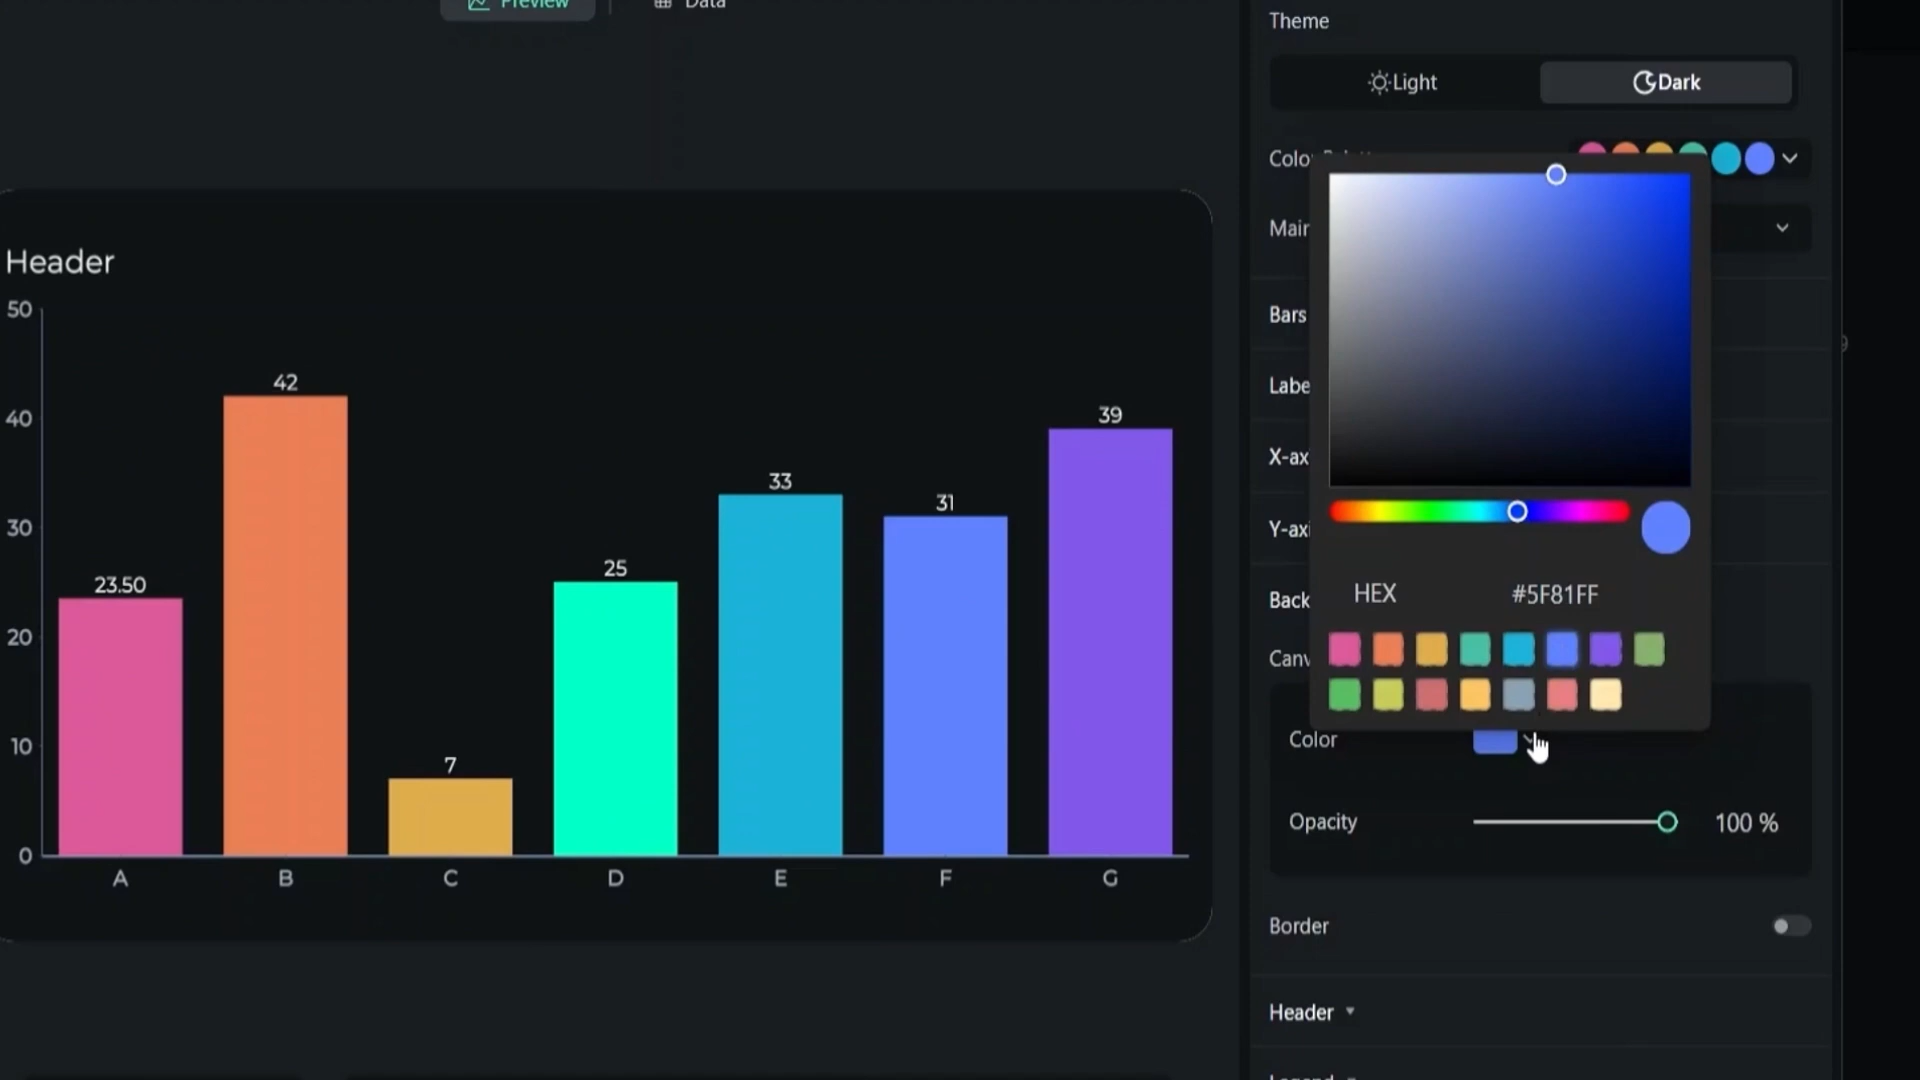 Preview
Data
Header
50
40
30
20
10
0
23.50
42
7
25
33
31
39
A
B
C
D
E
F
G
Theme
Light
Dark
Bars
X-ax
Y-axi
Back
HEX
#5F81FF
Color
Opacity
100 %
Border
Header